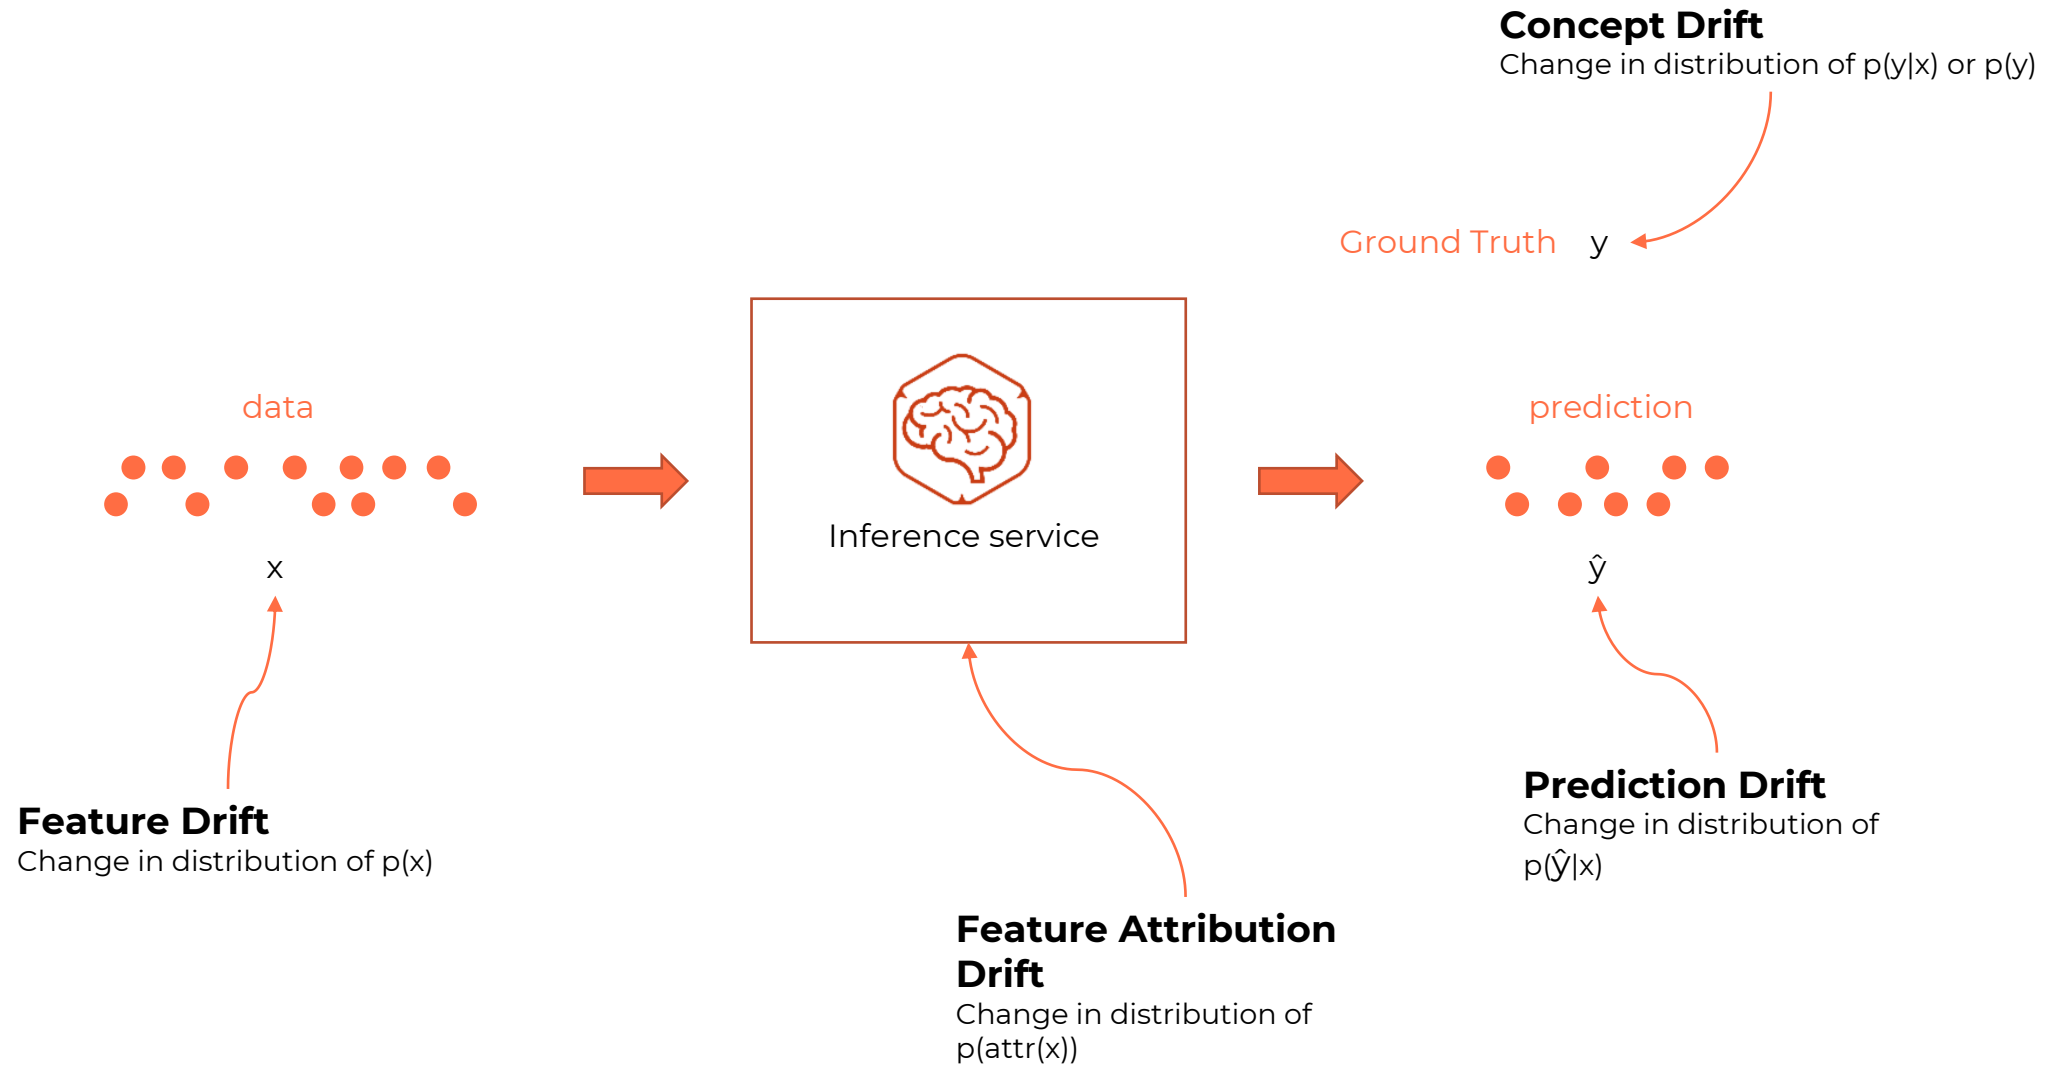 Concept Drift
Change in distribution of p(y|x) or p(y)
Ground Truth y
data
prediction
Inference service
x
ŷ
Feature Drift
Change in distribution of p(x)
Prediction Drift
Change in distribution of
p(ŷ|x)
Feature Attribution
Drift
Change in distribution of
p(attr(x))